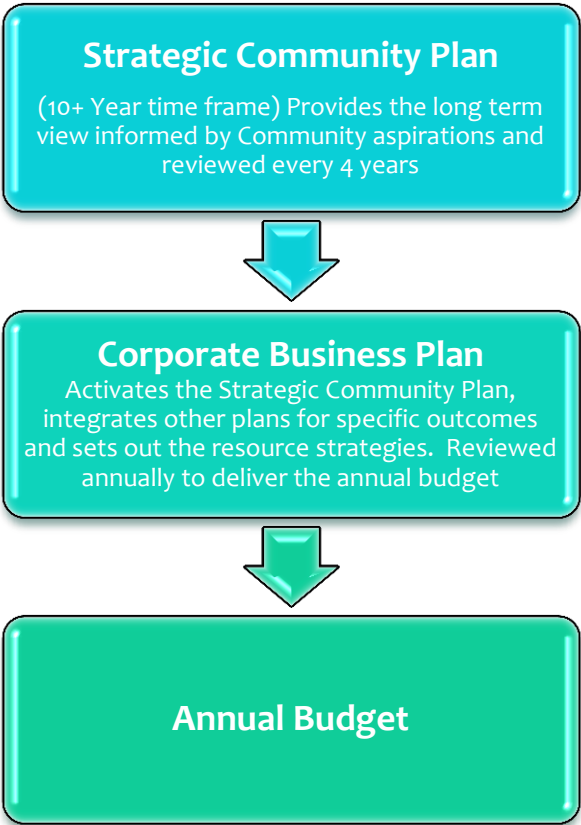 Strategic Community Plan
(10+ Year time frame) Provides the long term
view informed by Community aspirations and
reviewed every 4 years
Corporate Business Plan
Activates the Strategic Community Plan,
integrates other plans for specific outcomes
and sets out the resource strategies.  Reviewed
annually to deliver the annual budget
Annual Budget